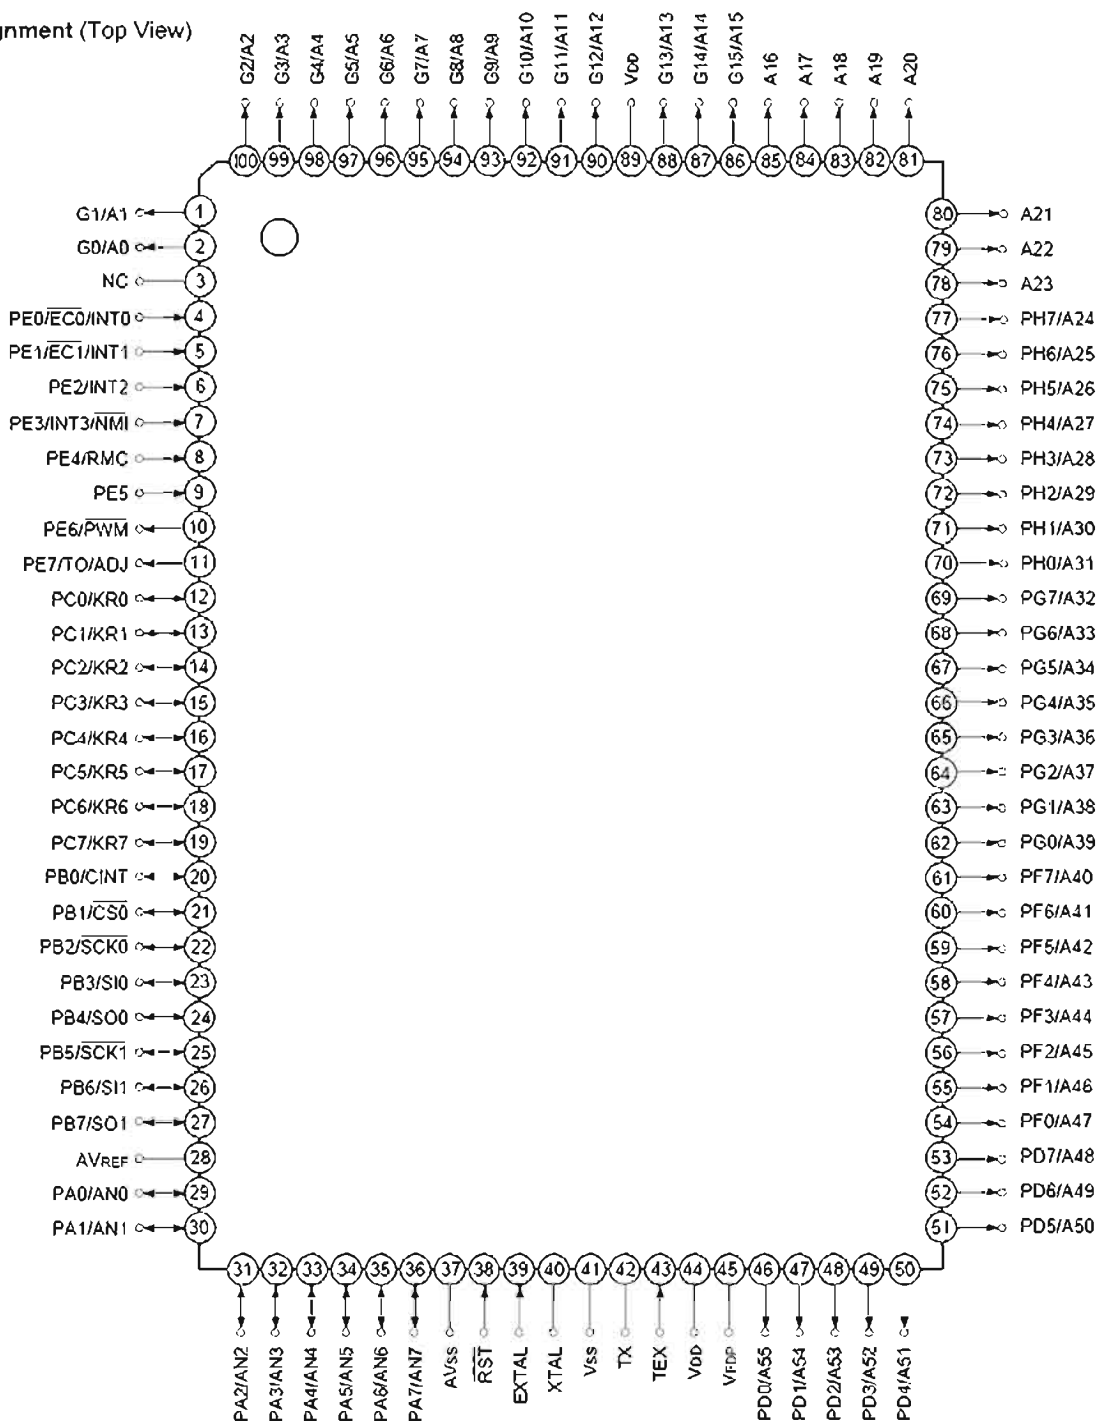 gnment (Top View)
G2/A2
G3/A3
G4/A4
G5/A5
G6/A6
G7/A7
G8/A8
G9/A9
G10/A10
G11/A11
G12/A12
VDD
G13/A13
G14/A14
G15/A15
A16
A17
A18
A19
A20
100
99
98
97
96
95
94
93
92
91
90
89
88
87
86
85
84
83
82
81
G1/A1 1
G0/A0 2
NC 3
PE0/EC0/INT0 4
PE1/EC1/INT1 5
PE2/INT2 6
PE3/INT3/NMI 7
PE4/RMC 8
PE5 9
PE6/PWM 10
PE7/TO/ADJ 11
PC0/KR0 12
PC1/KR1 13
PC2/KR2 14
PC3/KR3 15
PC4/KR4 16
PC5/KR5 17
PC6/KR6 18
PC7/KR7 19
PB0/CINT 20
PB1/CS0 21
PB2/SCK0 22
PB3/SI0 23
PB4/SO0 24
PB5/SCK1 25
PB6/SI1 26
PB7/SO1 27
AVREF 28
PA0/AN0 29
PA1/AN1 30
80 A21
79 A22
78 A23
77 PH7/A24
76 PH6/A25
75 PH5/A26
74 PH4/A27
73 PH3/A28
72 PH2/A29
71 PH1/A30
70 PH0/A31
69 PG7/A32
68 PG6/A33
67 PG5/A34
66 PG4/A35
65 PG3/A36
64 PG2/A37
63 PG1/A38
62 PG0/A39
61 PF7/A40
60 PF6/A41
59 PF5/A42
58 PF4/A43
57 PF3/A44
56 PF2/A45
55 PF1/A46
54 PF0/A47
53 PD7/A48
52 PD6/A49
51 PD5/A50
31
32
33
34
35
36
37
38
39
40
41
42
43
44
45
46
47
48
49
50
PA2/AN2
PA3/AN3
PA4/AN4
PA5/AN5
PA6/AN6
PA7/AN7
AVSS
RST
EXTAL
XTAL
VSS
TX
TEX
VDD
VFDP
PD0/A55
PD1/A54
PD2/A53
PD3/A52
PD4/A51